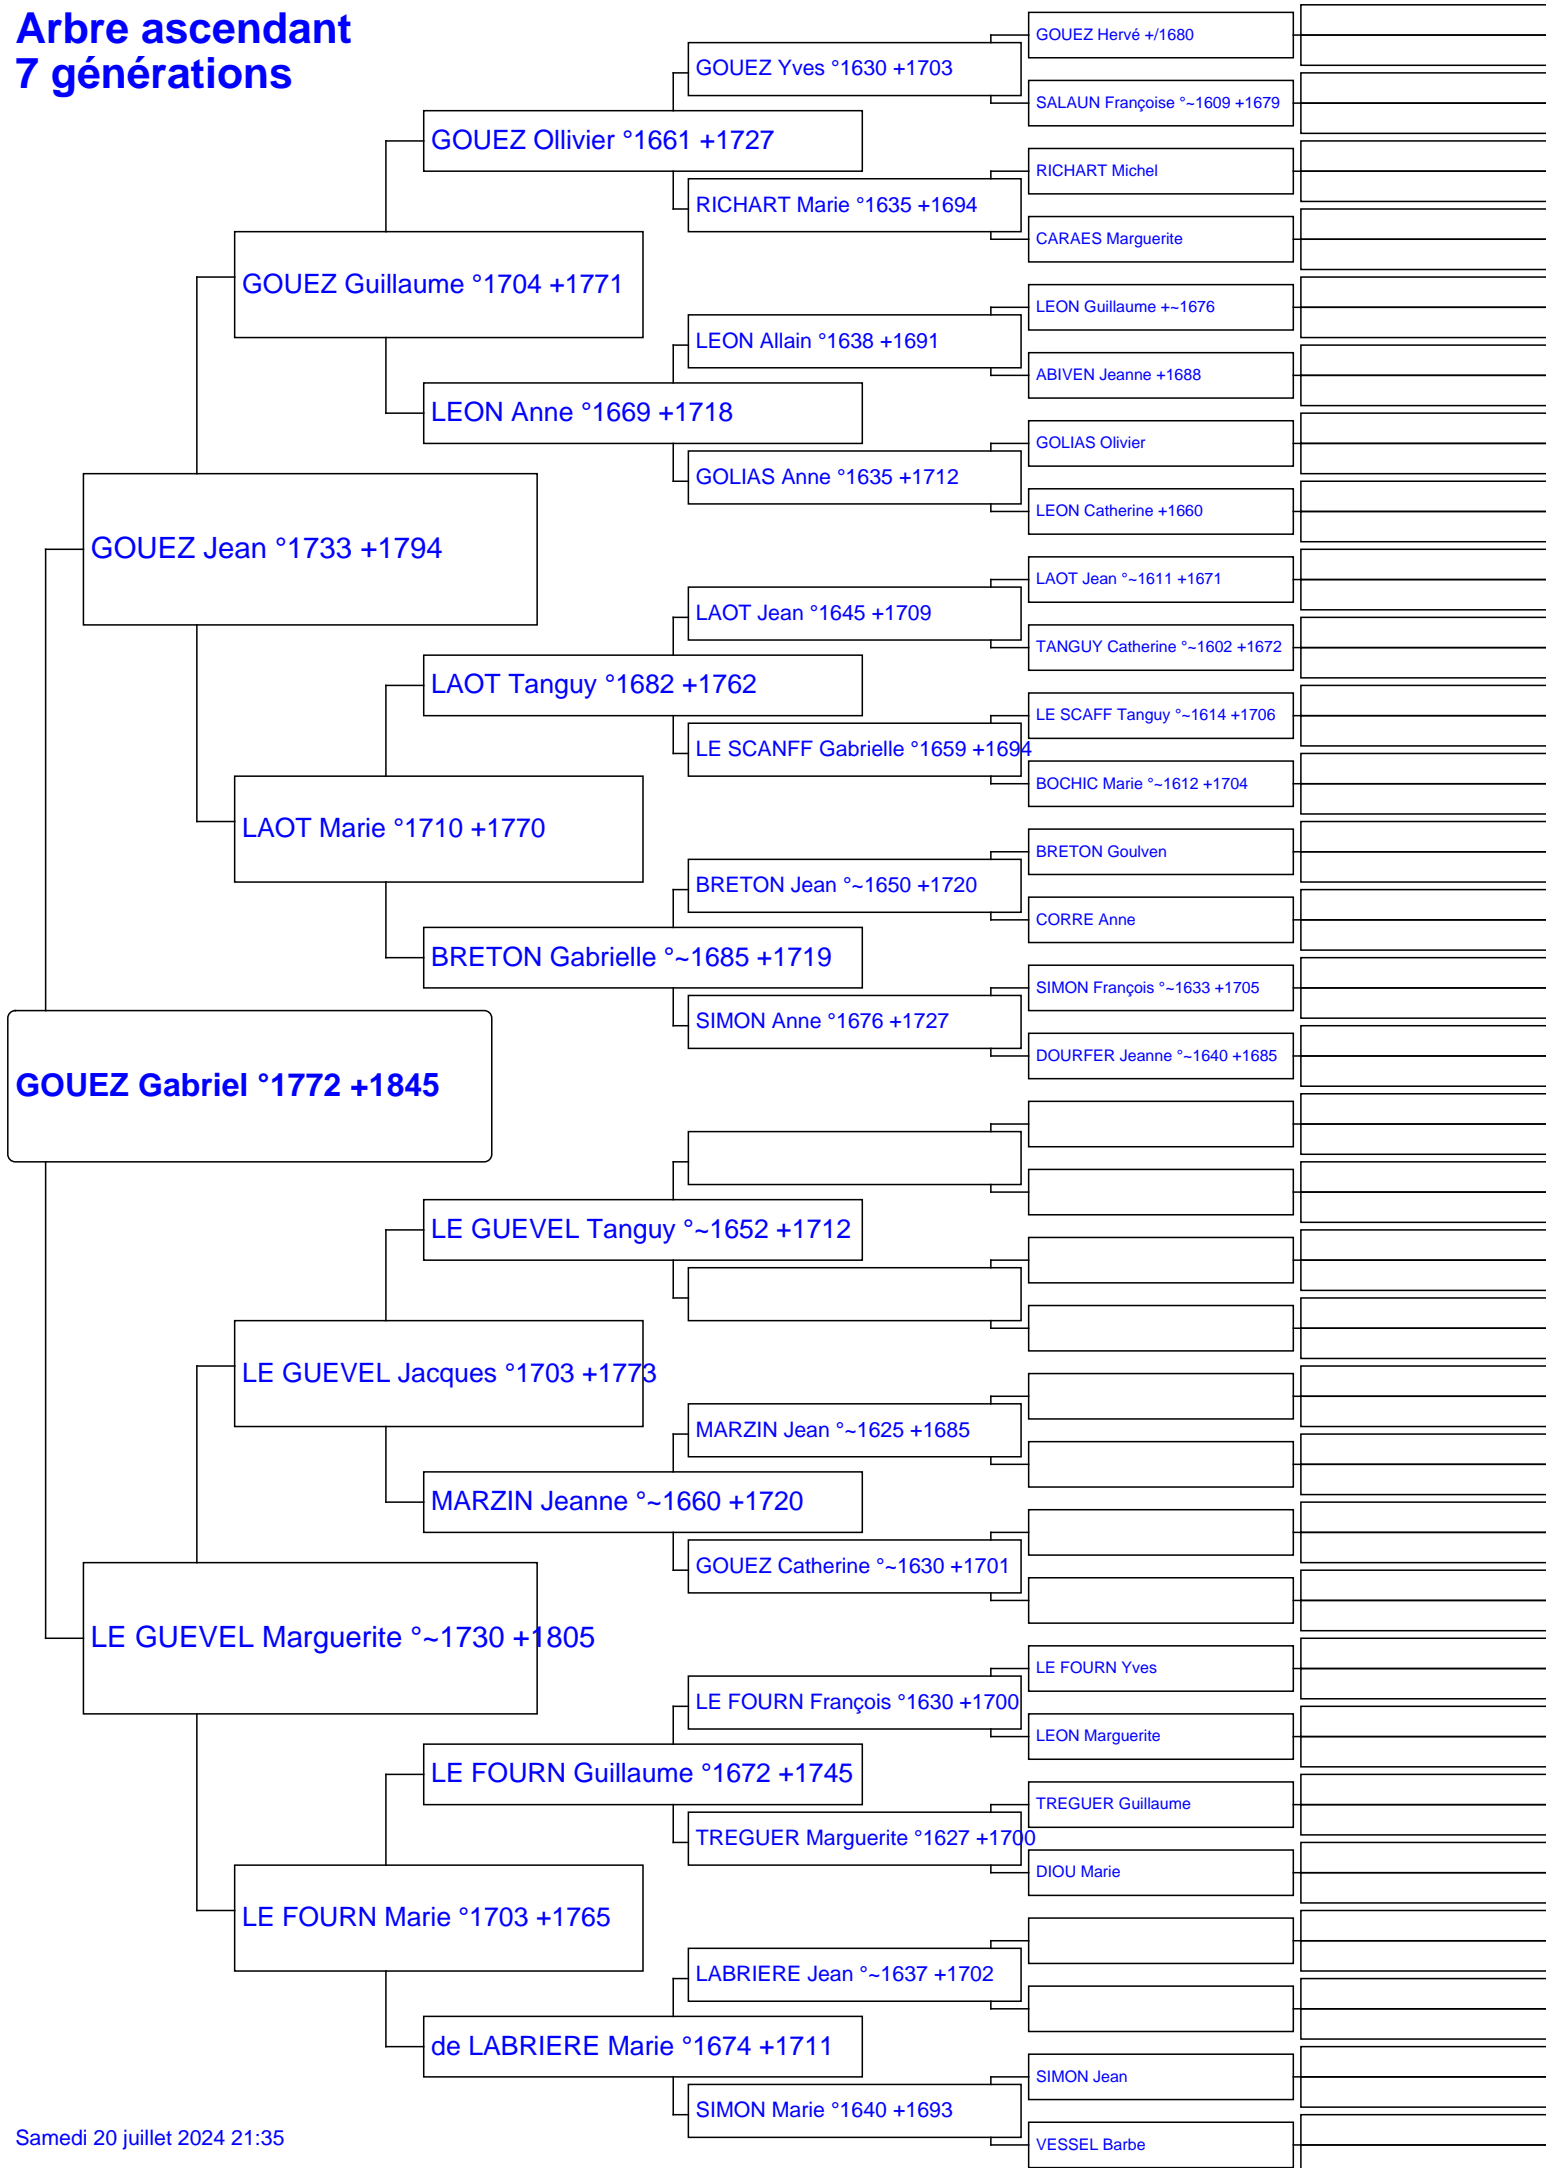 Arbre ascendant
7 générations
GOUEZ Hervé +/1680
GOUEZ Yves °1630 +1703
SALAUN Françoise °~1609 +1679
GOUEZ Ollivier °1661 +1727
RICHART Michel
RICHART Marie °1635 +1694
CARAES Marguerite
GOUEZ Guillaume °1704 +1771
LEON Guillaume +~1676
LEON Allain °1638 +1691
ABIVEN Jeanne +1688
LEON Anne °1669 +1718
GOLIAS Olivier
GOLIAS Anne °1635 +1712
LEON Catherine +1660
GOUEZ Jean °1733 +1794
LAOT Jean °~1611 +1671
LAOT Jean °1645 +1709
TANGUY Catherine °~1602 +1672
LAOT Tanguy °1682 +1762
LE SCAFF Tanguy °~1614 +1706
LE SCANFF Gabrielle °1659 +1694
BOCHIC Marie °~1612 +1704
LAOT Marie °1710 +1770
BRETON Goulven
BRETON Jean °~1650 +1720
CORRE Anne
BRETON Gabrielle °~1685 +1719
SIMON François °~1633 +1705
SIMON Anne °1676 +1727
DOURFER Jeanne °~1640 +1685
GOUEZ Gabriel °1772 +1845
LE GUEVEL Tanguy °~1652 +1712
LE GUEVEL Jacques °1703 +1773
MARZIN Jean °~1625 +1685
MARZIN Jeanne °~1660 +1720
GOUEZ Catherine °~1630 +1701
LE GUEVEL Marguerite °~1730 +1805
LE FOURN Yves
LE FOURN François °1630 +1700
LEON Marguerite
LE FOURN Guillaume °1672 +1745
TREGUER Guillaume
TREGUER Marguerite °1627 +1700
DIOU Marie
LE FOURN Marie °1703 +1765
LABRIERE Jean °~1637 +1702
de LABRIERE Marie °1674 +1711
SIMON Jean
SIMON Marie °1640 +1693
VESSEL Barbe
Samedi 20 juillet 2024 21:35